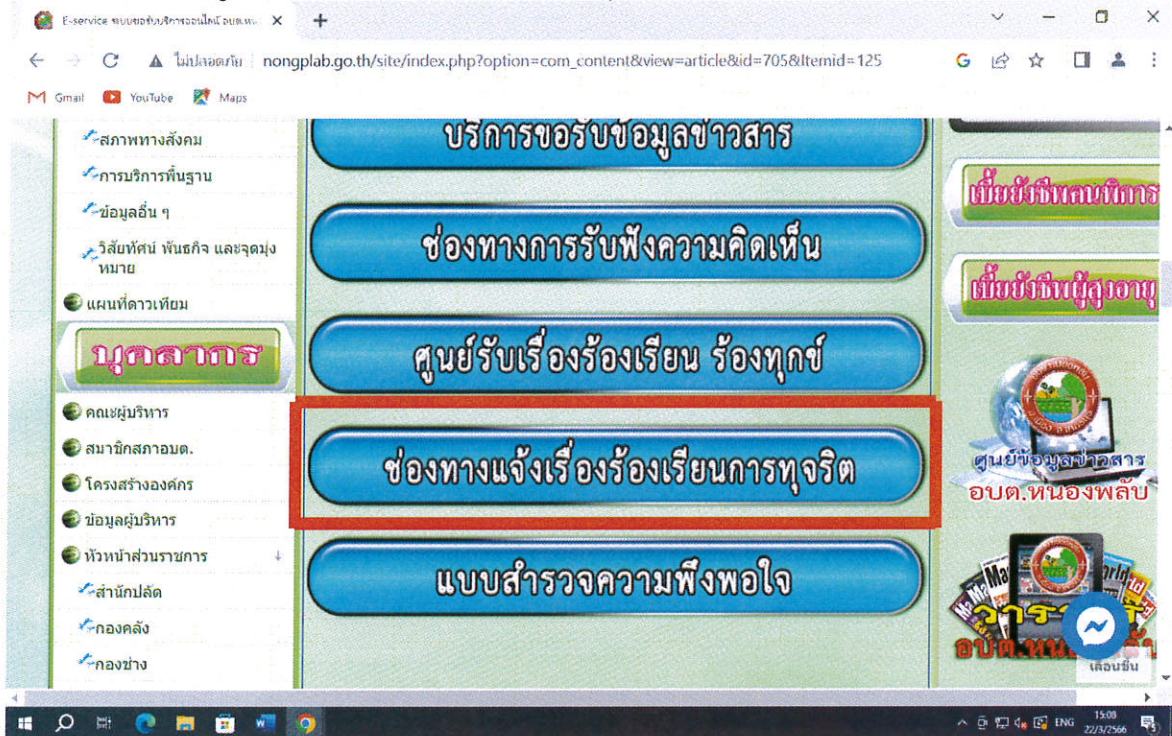 E-service ระบบขอรับบริการออนไลน์ อบต.หน
ไม่ปลอดภัย nongplab.go.th/site/index.php?option=com_content&view=article&id=705&Itemid=125
Gmail YouTube Maps
สภาพทางสังคม
การบริการพื้นฐาน
ข้อมูลอื่น ๆ
วิสัยทัศน์ พันธกิจ และจุดมุ่ง
หมาย
แผนที่ดาวเทียม
บุคลากร
คณะผู้บริหาร
สมาชิกสภาอบต.
โครงสร้างองค์กร
ข้อมูลผู้บริหาร
หัวหน้าส่วนราชการ
สำนักปลัด
กองคลัง
กองช่าง
บริการขอรับข้อมูลข่าวสาร
ช่องทางการรับฟังความคิดเห็น
ศูนย์รับเรื่องร้องเรียน ร้องทุกข์
ช่องทางแจ้งเรื่องร้องเรียนการทุจริต
แบบสำรวจความพึงพอใจ
เบี้ยยังชีพคนพิการ
เบี้ยยังชีพผู้สูงอายุ
ศูนย์ข้อมูลข่าวสาร
อบต.หนองพลับ
เลื่อนขึ้น
ENG
15:08
22/3/2566